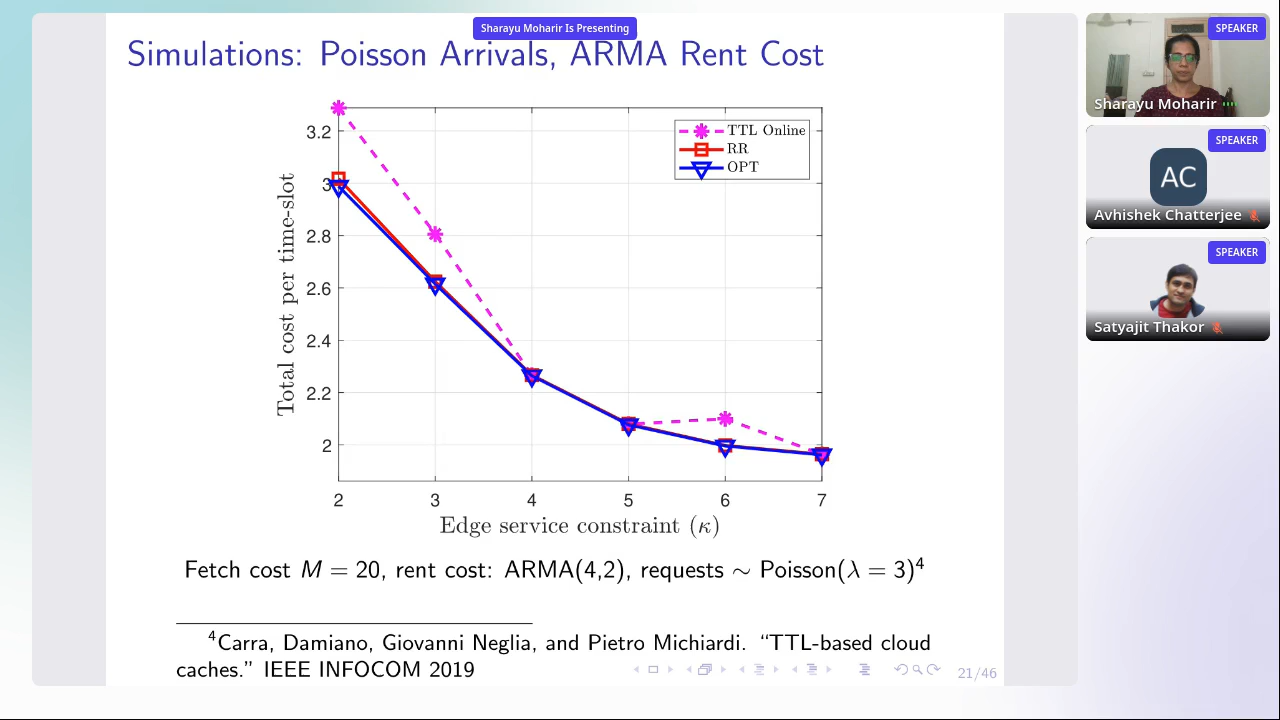 Sharayu Moharir Is Presenting
Simulations: Poisson Arrivals, ARMA Rent Cost
TTL Online
RR
OPT
3.2
3
2.8
2.6
2.4
2.2
2
Total cost per time-slot
2 3 4 5 6 7
Edge service constraint (κ)
Fetch cost M = 20, rent cost: ARMA(4,2), requests ∼ Poisson(λ = 3)⁴
⁴Carra, Damiano, Giovanni Neglia, and Pietro Michiardi. “TTL-based cloud
caches.” IEEE INFOCOM 2019
21/46
SPEAKER
Sharayu Moharir
SPEAKER
AC
Avhishek Chatterjee
SPEAKER
Satyajit Thakor